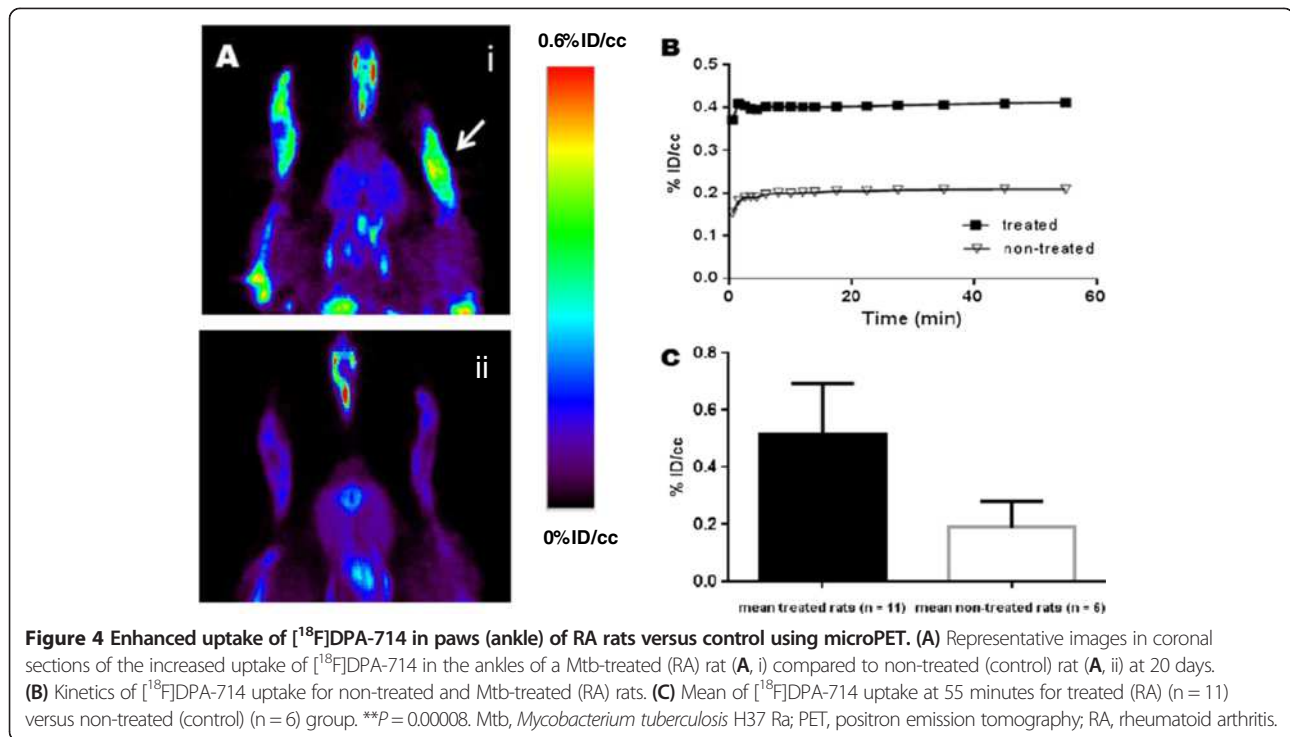 A
i
ii
0.6% ID/cc
0% ID/cc
B
0.5
0.4
0.3
0.2
0.1
0.0
% ID/cc
treated
non-treated
0
20
40
60
Time (min)
C
0.8
0.6
0.4
0.2
0.0
% ID/cc
mean treated rats (n = 11)
mean non-treated rats (n = 6)
Figure 4 Enhanced uptake of [18F]DPA-714 in paws (ankle) of RA rats versus control using microPET. (A) Representative images in coronal
sections of the increased uptake of [18F]DPA-714 in the ankles of a Mtb-treated (RA) rat (A, i) compared to non-treated (control) rat (A, ii) at 20 days.
(B) Kinetics of [18F]DPA-714 uptake for non-treated and Mtb-treated (RA) rats. (C) Mean of [18F]DPA-714 uptake at 55 minutes for treated (RA) (n = 11)
versus non-treated (control) (n = 6) group. **P = 0.00008. Mtb, Mycobacterium tuberculosis H37 Ra; PET, positron emission tomography; RA, rheumatoid arthritis.